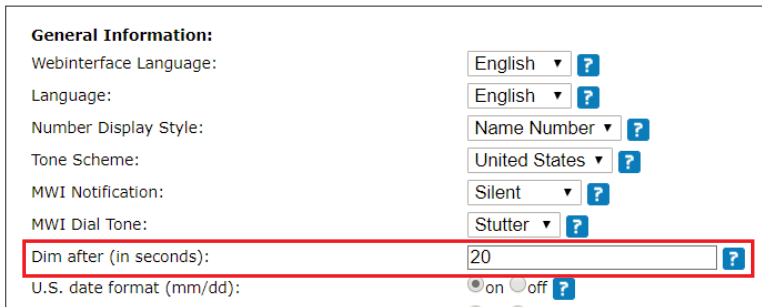 General Information:
Webinterface Language: English ?
Language: English ?
Number Display Style: Name Number ?
Tone Scheme: United States ?
MWI Notification: Silent ?
MWI Dial Tone: Stutter ?
Dim after (in seconds): 20 ?
U.S. date format (mm/dd): on off ?